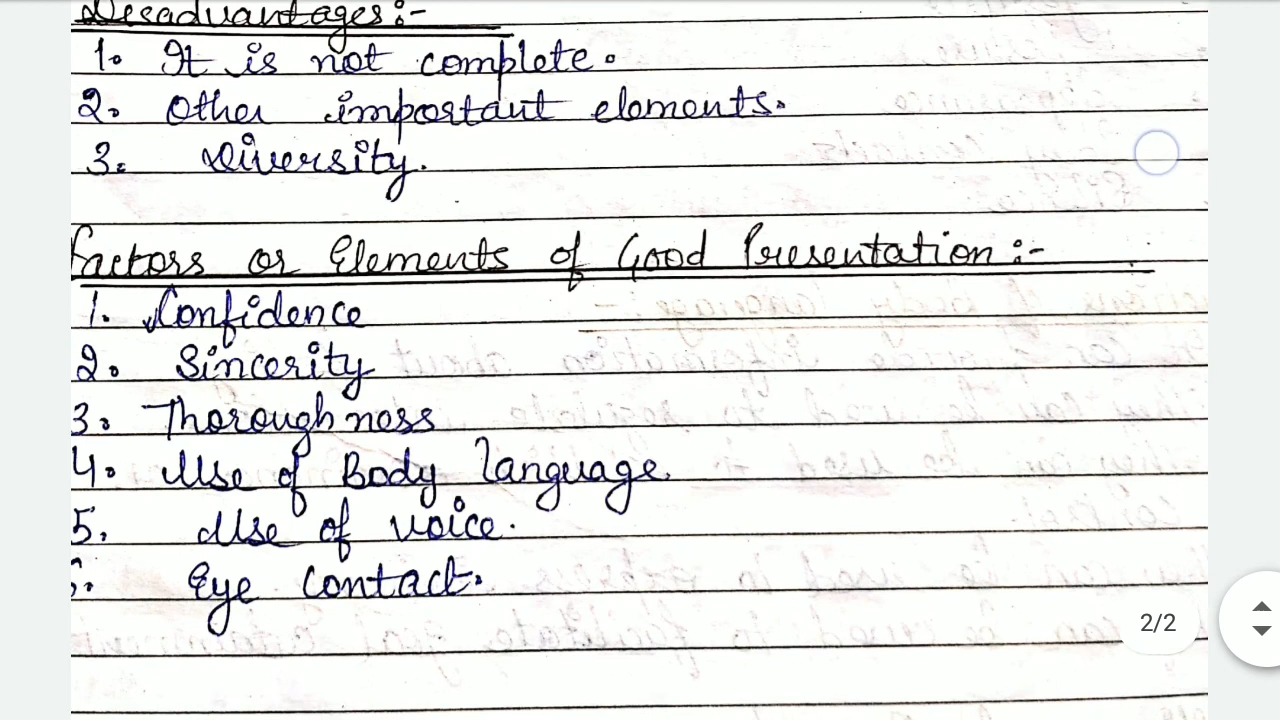 Disadvantages :-
1. It is not complete.
2. Other important elements.
3. Diversity.
Factors or Elements of Good Presentation :-
1. Confidence
2. Sincerity
3. Thoroughness
4. Use of Body language.
5. Use of voice.
Eye contact.
2/2